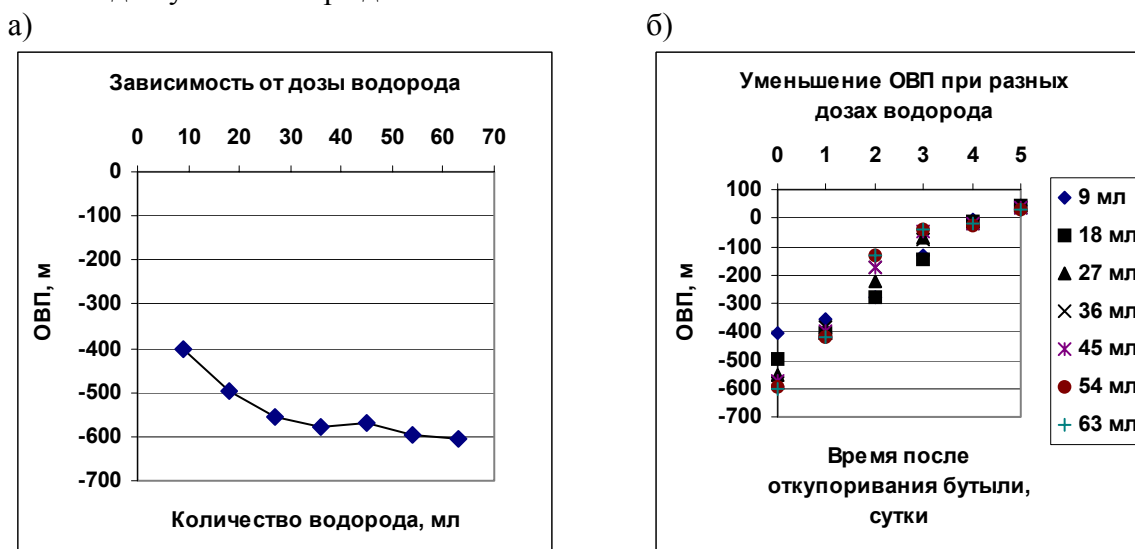 а)
Зависимость от дозы водорода
0 10 20 30 40 50 60 70
0
-100
-200
-300
-400
-500
-600
-700
ОВП, м
Количество водорода, мл
б)
Уменьшение ОВП при разных
дозах водорода
0 1 2 3 4 5
100
0
-100
-200
-300
-400
-500
-600
-700
ОВП, м
Время после
откупоривания бутыли,
сутки
9 мл
18 мл
27 мл
36 мл
45 мл
54 мл
63 мл